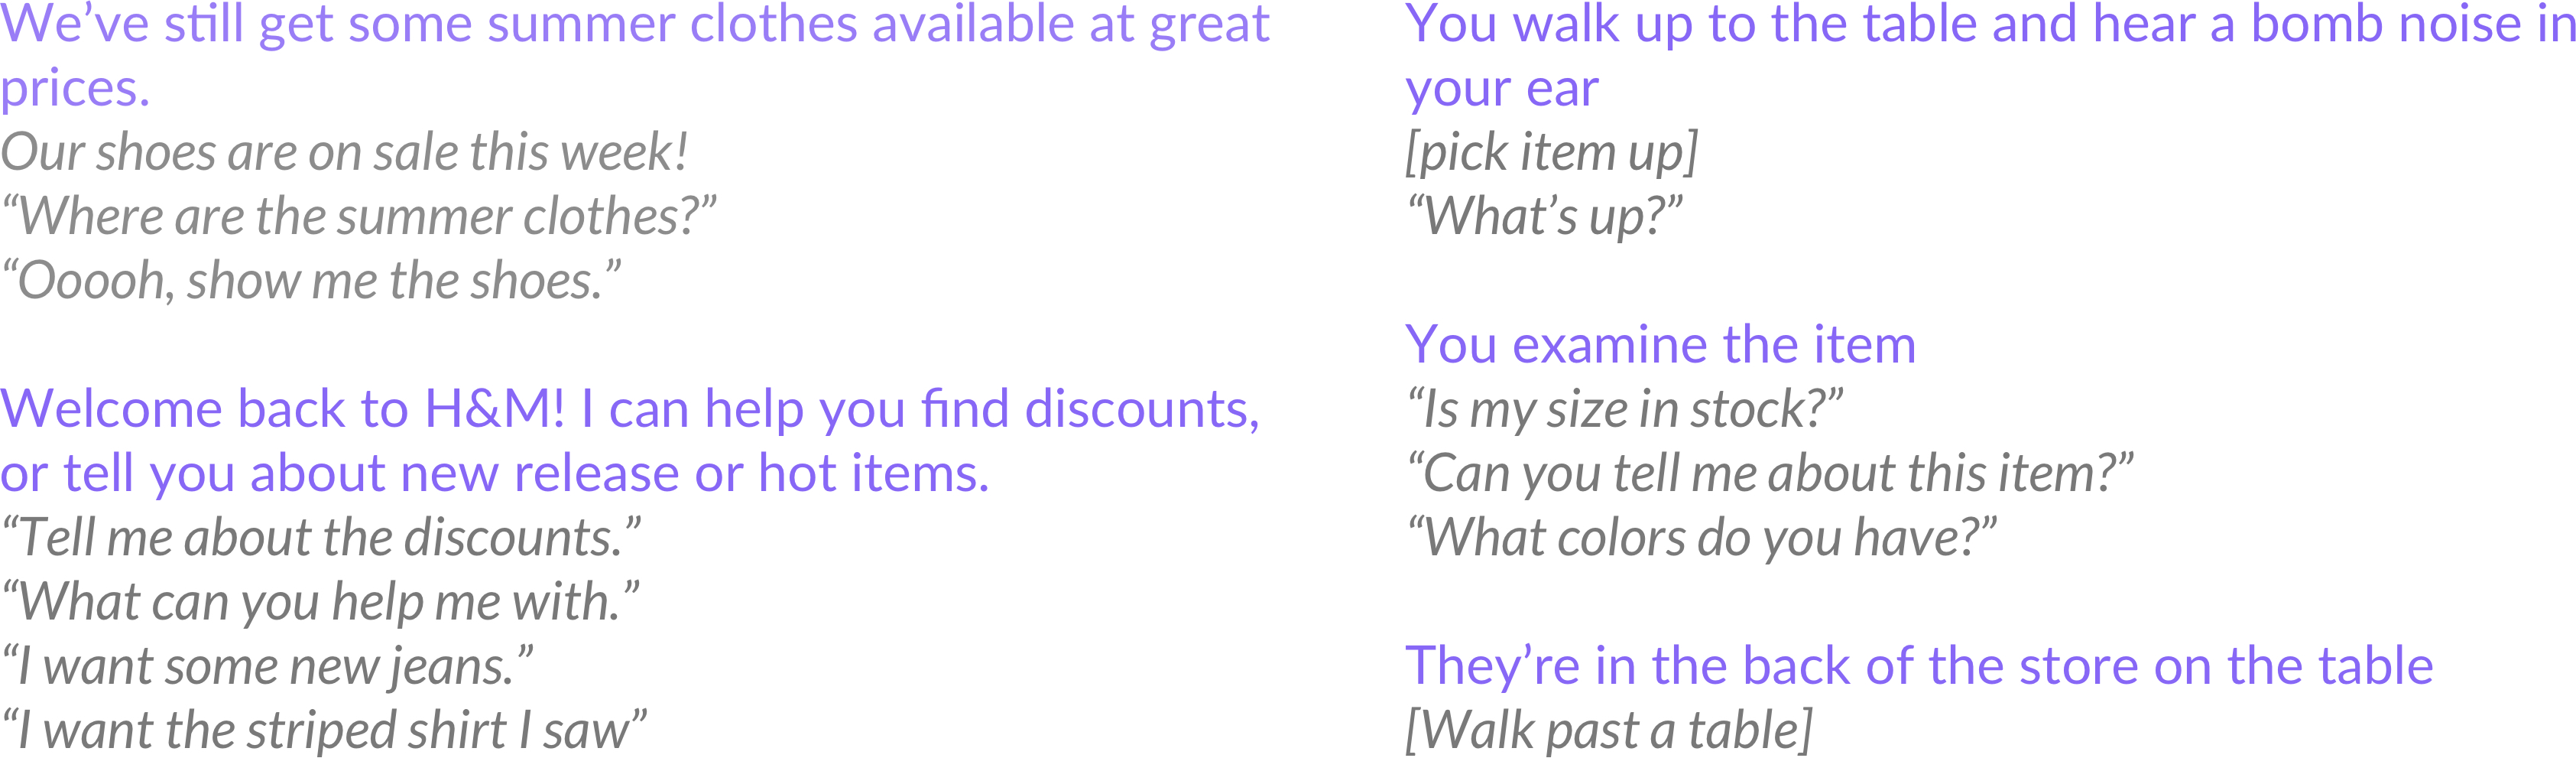 We’ve still get some summer clothes available at great
prices.
Our shoes are on sale this week!
“Where are the summer clothes?”
“Ooooh, show me the shoes.”
Welcome back to H&M! I can help you find discounts,
or tell you about new release or hot items.
“Tell me about the discounts.”
“What can you help me with.”
“I want some new jeans.”
“I want the striped shirt I saw”
You walk up to the table and hear a bomb noise in
your ear
[pick item up]
“What’s up?”
You examine the item
“Is my size in stock?”
“Can you tell me about this item?”
“What colors do you have?”
They’re in the back of the store on the table
[Walk past a table]